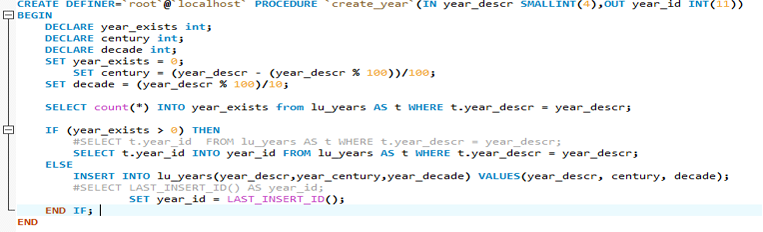 CREATE DEFINER=`root`@`localhost` PROCEDURE `create_year`(IN year_descr SMALLINT(4),OUT year_id INT(11))
BEGIN
    DECLARE year_exists int;
    DECLARE century int;
    DECLARE decade int;
    SET year_exists = 0;
        SET century = (year_descr - (year_descr % 100))/100;
    SET decade = (year_descr % 100)/10;

    SELECT count(*) INTO year_exists from lu_years AS t WHERE t.year_descr = year_descr;

    IF (year_exists > 0) THEN
        #SELECT t.year_id  FROM lu_years AS t WHERE t.year_descr = year_descr;
        SELECT t.year_id INTO year_id FROM lu_years AS t WHERE t.year_descr = year_descr;
    ELSE
        INSERT INTO lu_years(year_descr,year_century,year_decade) VALUES(year_descr, century, decade);
        #SELECT LAST_INSERT_ID() AS year_id;
                SET year_id = LAST_INSERT_ID();
    END IF;
END